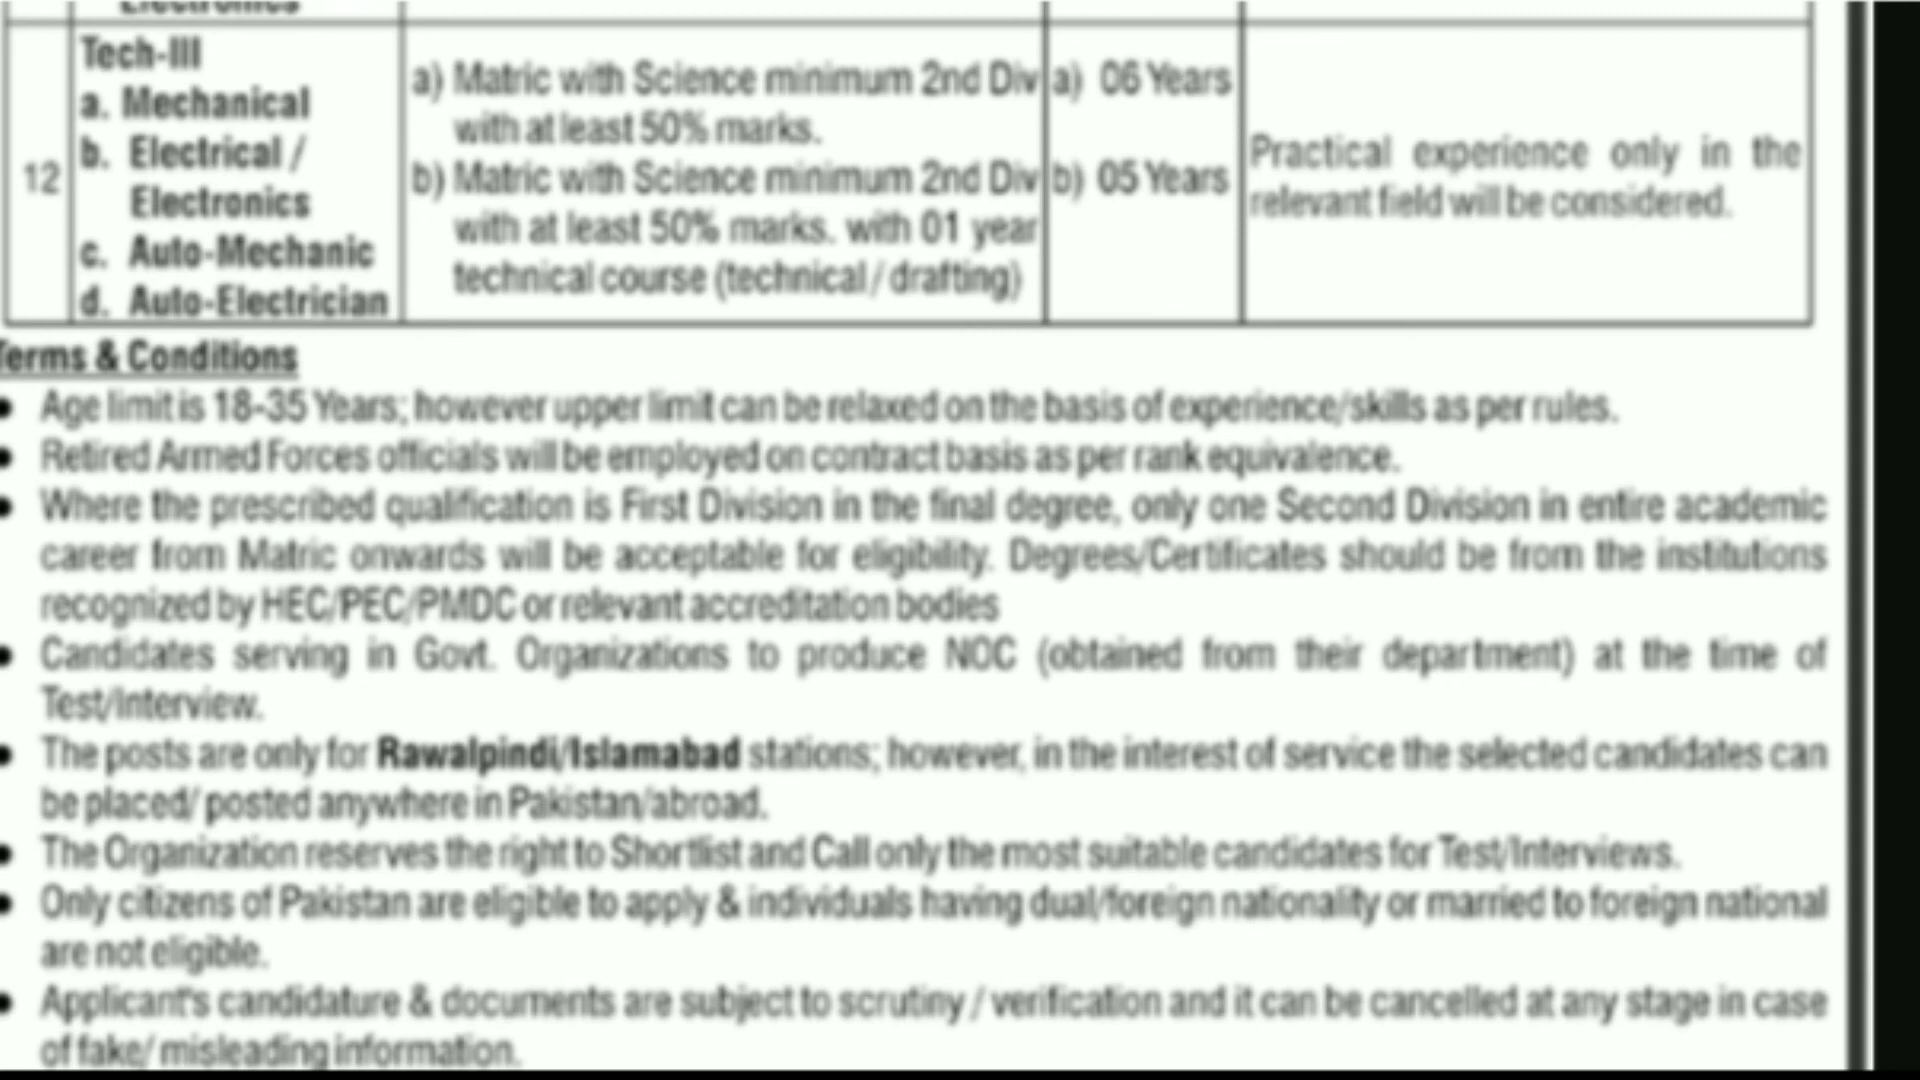 Electronics
12
Tech-III
a. Mechanical
b. Electrical /
Electronics
c. Auto-Mechanic
d. Auto-Electrician
a) Matric with Science minimum 2nd Div
with at least 50% marks.
b) Matric with Science minimum 2nd Div
with at least 50% marks. with 01 year
technical course (technical / drafting)
a) 06 Years
b) 05 Years
Practical experience only in the
relevant field will be considered.
Terms & Conditions
● Age limit is 18-35 Years; however upper limit can be relaxed on the basis of experience/skills as per rules.
● Retired Armed Forces officials will be employed on contract basis as per rank equivalence.
● Where the prescribed qualification is First Division in the final degree, only one Second Division in entire academic
career from Matric onwards will be acceptable for eligibility. Degrees/Certificates should be from the institutions
recognized by HEC/PEC/PMDC or relevant accreditation bodies
● Candidates serving in Govt. Organizations to produce NOC (obtained from their department) at the time of
Test/Interview.
● The posts are only for Rawalpindi/Islamabad stations; however, in the interest of service the selected candidates can
be placed/ posted anywhere in Pakistan/abroad.
● The Organization reserves the right to Shortlist and Call only the most suitable candidates for Test/Interviews.
● Only citizens of Pakistan are eligible to apply & individuals having dual/foreign nationality or married to foreign national
are not eligible.
● Applicant's candidature & documents are subject to scrutiny / verification and it can be cancelled at any stage in case
of fake/ misleading information.